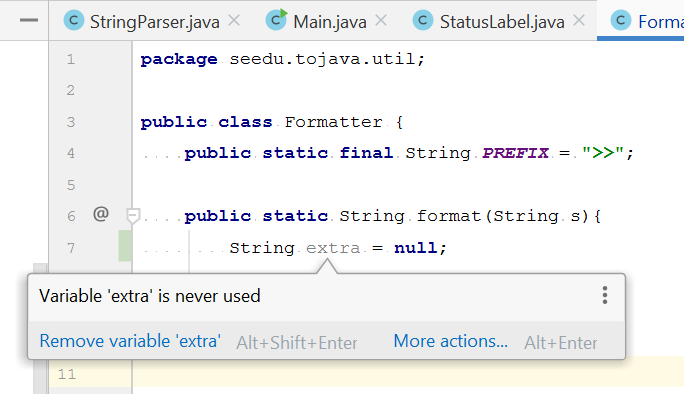 StringParser.java Main.java StatusLabel.java Forma
1 package seedu.tojava.util;
2
3 public class Formatter {
4 public static final String PREFIX = ">>";
5
6 @ public static String format(String s){
7 String extra = null;
Variable 'extra' is never used
Remove variable 'extra' Alt+Shift+Enter More actions... Alt+Enter
11